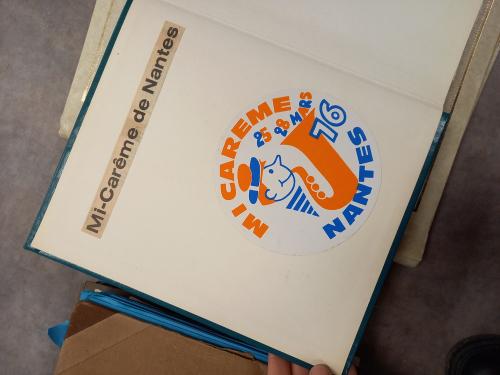 Mi-Carême de Nantes
MI CAREME
25 28 MARS
76
NANTES